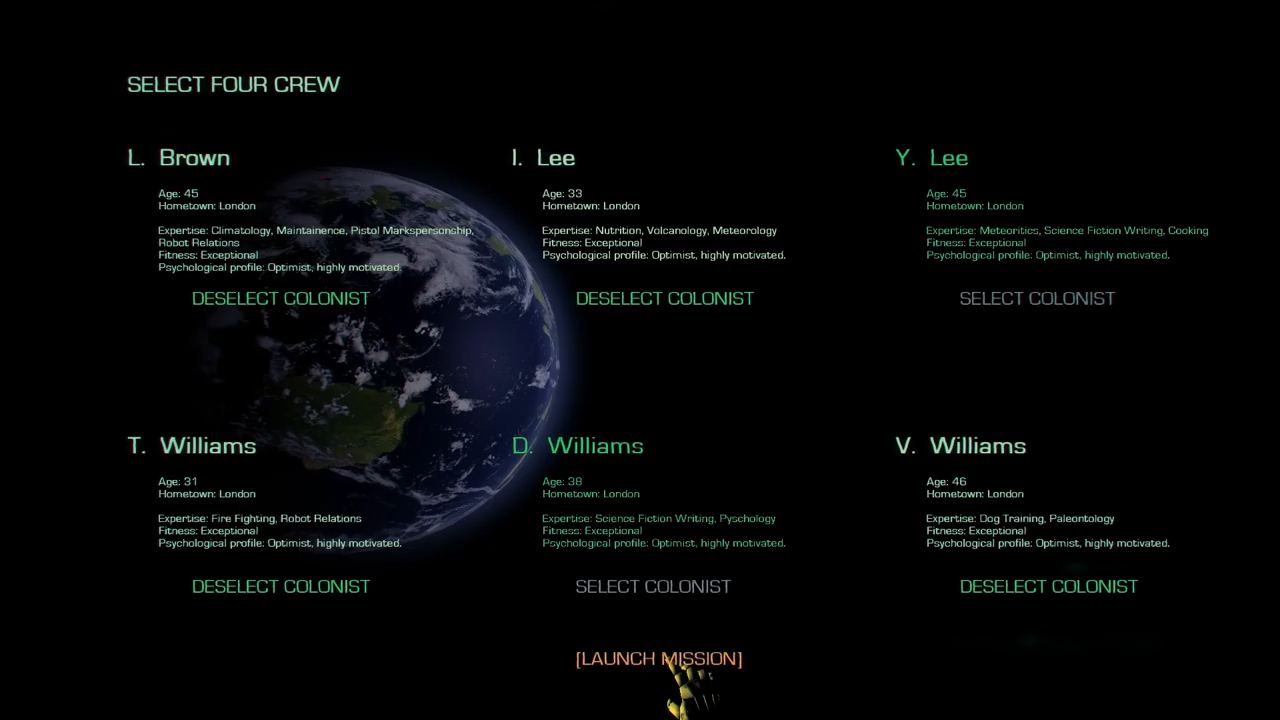 SELECT FOUR CREW
L. Brown
Age: 45
Hometown: London
Expertise: Climatology, Maintainence, Pistol Markspersonship,
Robot Relations
Fitness: Exceptional
Psychological profile: Optimist, highly motivated.
DESELECT COLONIST
I. Lee
Age: 33
Hometown: London
Expertise: Nutrition, Volcanology, Meteorology
Fitness: Exceptional
Psychological profile: Optimist, highly motivated.
DESELECT COLONIST
Y. Lee
Age: 45
Hometown: London
Expertise: Meteoritics, Science Fiction Writing, Cooking
Fitness: Exceptional
Psychological profile: Optimist, highly motivated.
SELECT COLONIST
T. Williams
Age: 31
Hometown: London
Expertise: Fire Fighting, Robot Relations
Fitness: Exceptional
Psychological profile: Optimist, highly motivated.
DESELECT COLONIST
D. Williams
Age: 38
Hometown: London
Expertise: Science Fiction Writing, Pyschology
Fitness: Exceptional
Psychological profile: Optimist, highly motivated.
SELECT COLONIST
V. Williams
Age: 46
Hometown: London
Expertise: Dog Training, Paleontology
Fitness: Exceptional
Psychological profile: Optimist, highly motivated.
DESELECT COLONIST
[LAUNCH MISSION]